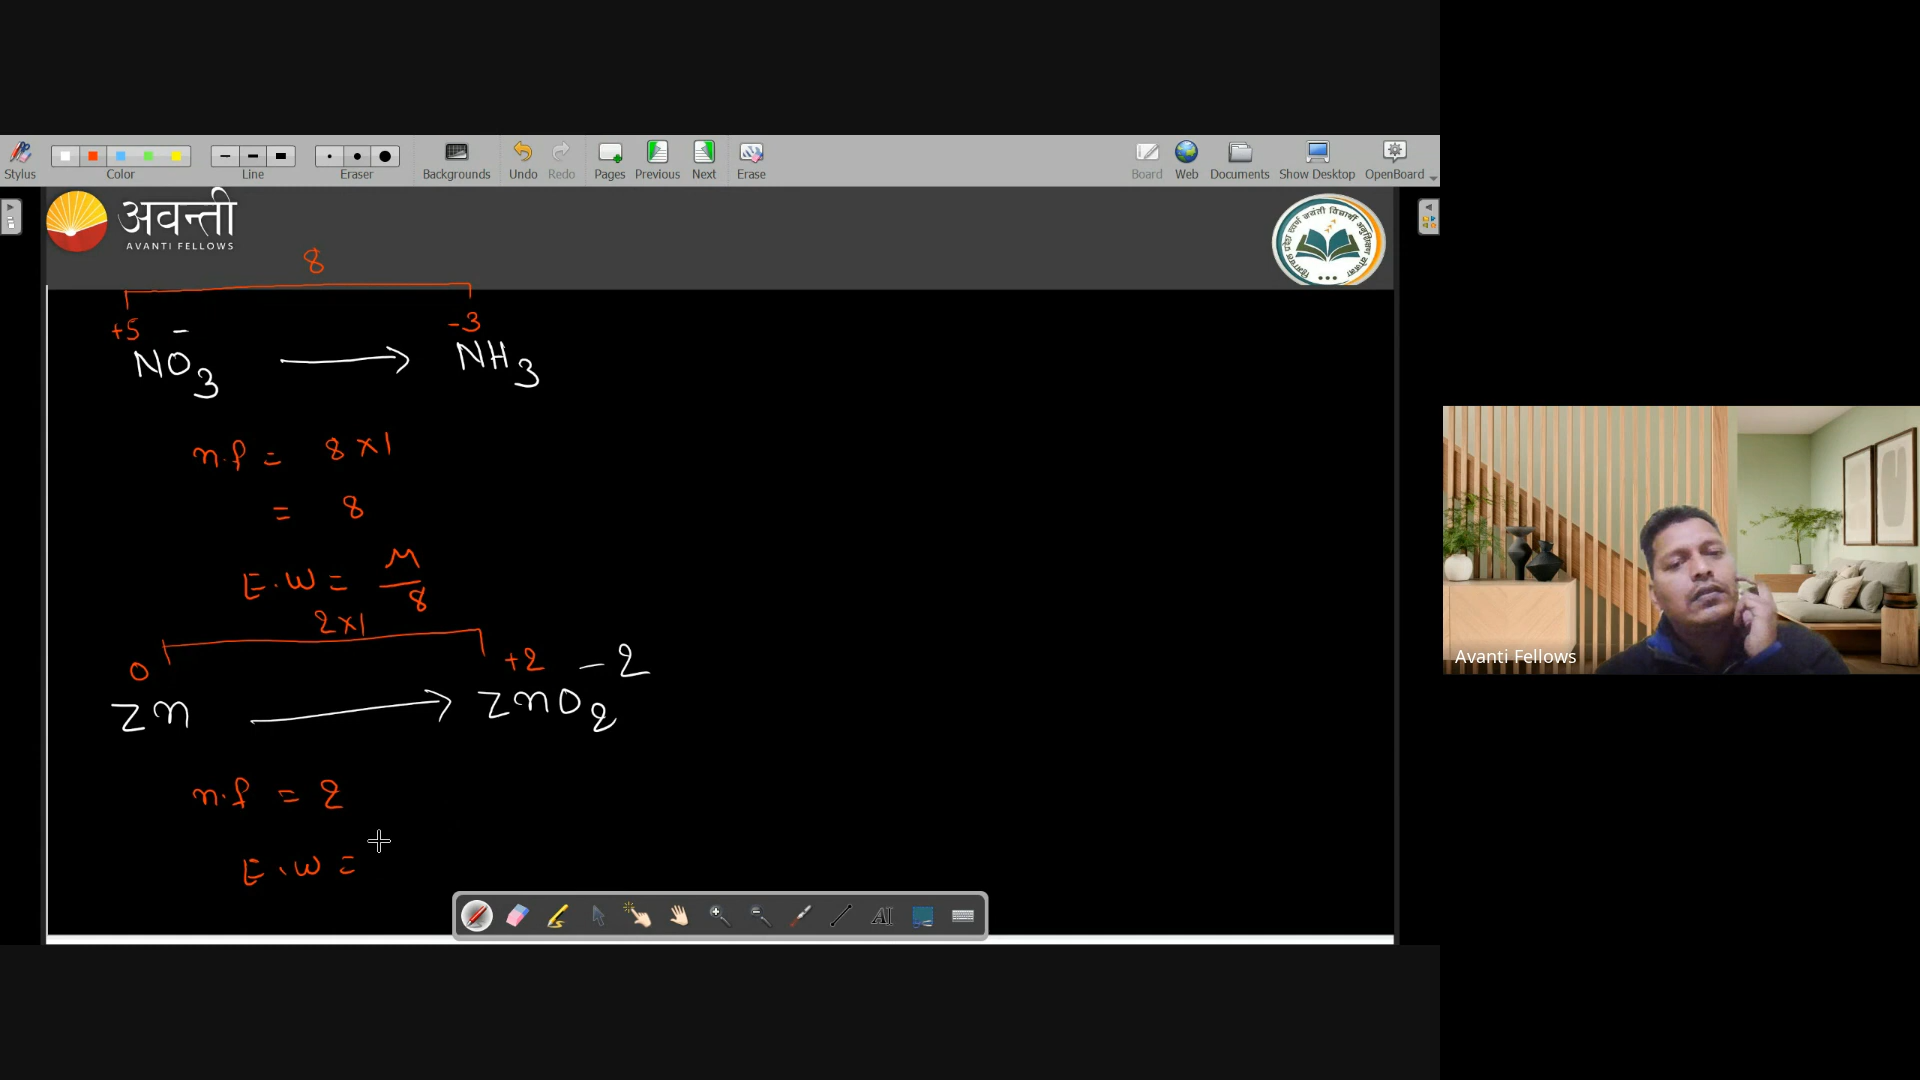 Stylus
Color
Line
Eraser
Backgrounds
Undo
Redo
Pages
Previous
Next
Erase
Board
Web
Documents
Show Desktop
OpenBoard
अवन्ती
AVANTI FELLOWS
8
+5 -3
NO3⁻ ⟶ NH3
n.f = 8×1
= 8
E.W = M/8
2×1
0 +2
Zn ⟶ ZnO2⁻²
n.f = 2
E.W =
Avanti Fellows